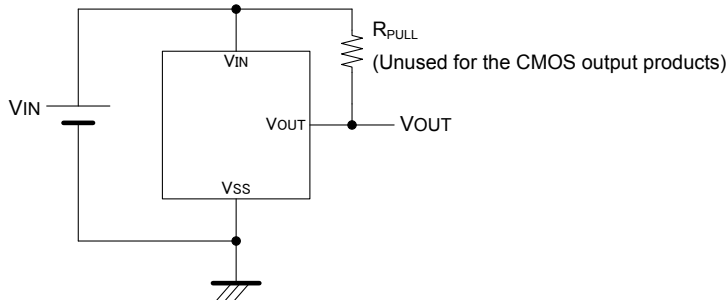 RPULL
VIN
(Unused for the CMOS output products)
VIN
VOUT
VOUT
VSS